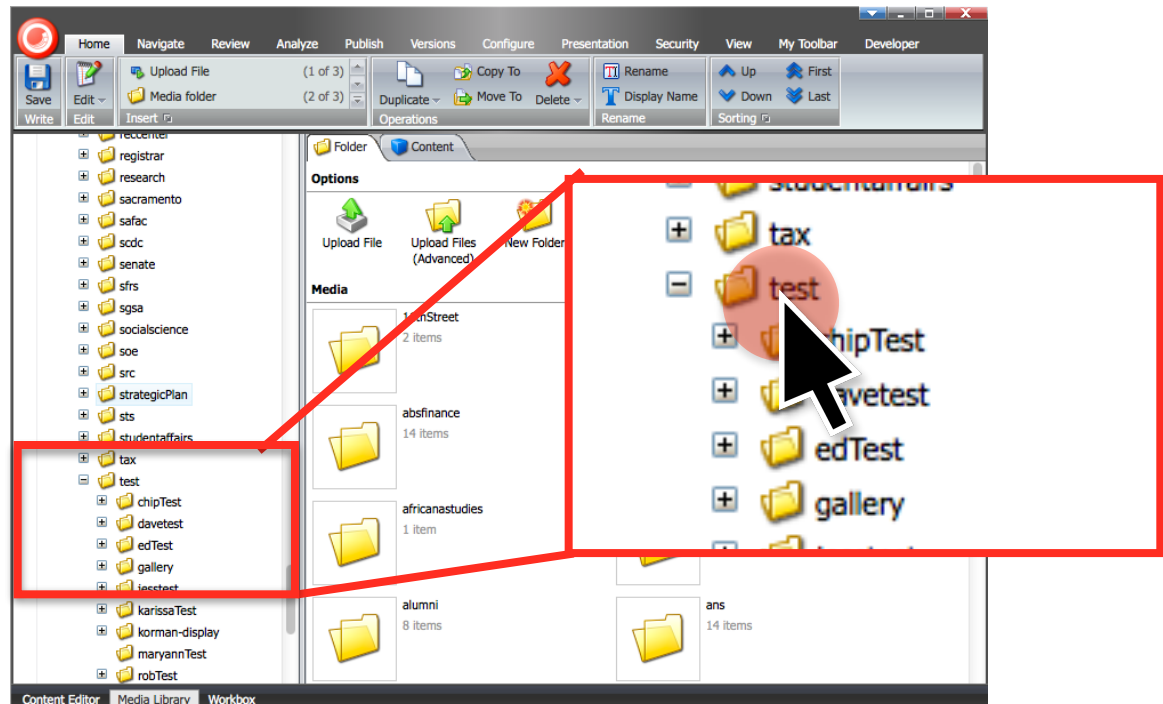 Home Navigate Review Analyze Publish Versions Configure Presentation Security View My Toolbar Developer
Upload File (1 of 3) Copy To Rename Up First
Save Edit Media folder (2 of 3) Duplicate Move To Delete Display Name Down Last
Write Edit Insert Operations Rename Sorting
reccenter
registrar
research
sacramento
safac
scdc
senate
sfrs
sgsa
socialscience
soe
src
strategicPlan
sts
studentaffairs
tax
test
chipTest
davetest
edTest
gallery
jesstest
karissaTest
korman-display
maryannTest
robTest
Folder Content
Options
Upload File
Upload Files
(Advanced)
New Folder
Media
2 items
absfinance
14 items
africanastudies
1 item
alumni
8 items
ans
14 items
studentaffairs
tax
test
chipTest
davetest
edTest
gallery
Content Editor Media Library Workbox